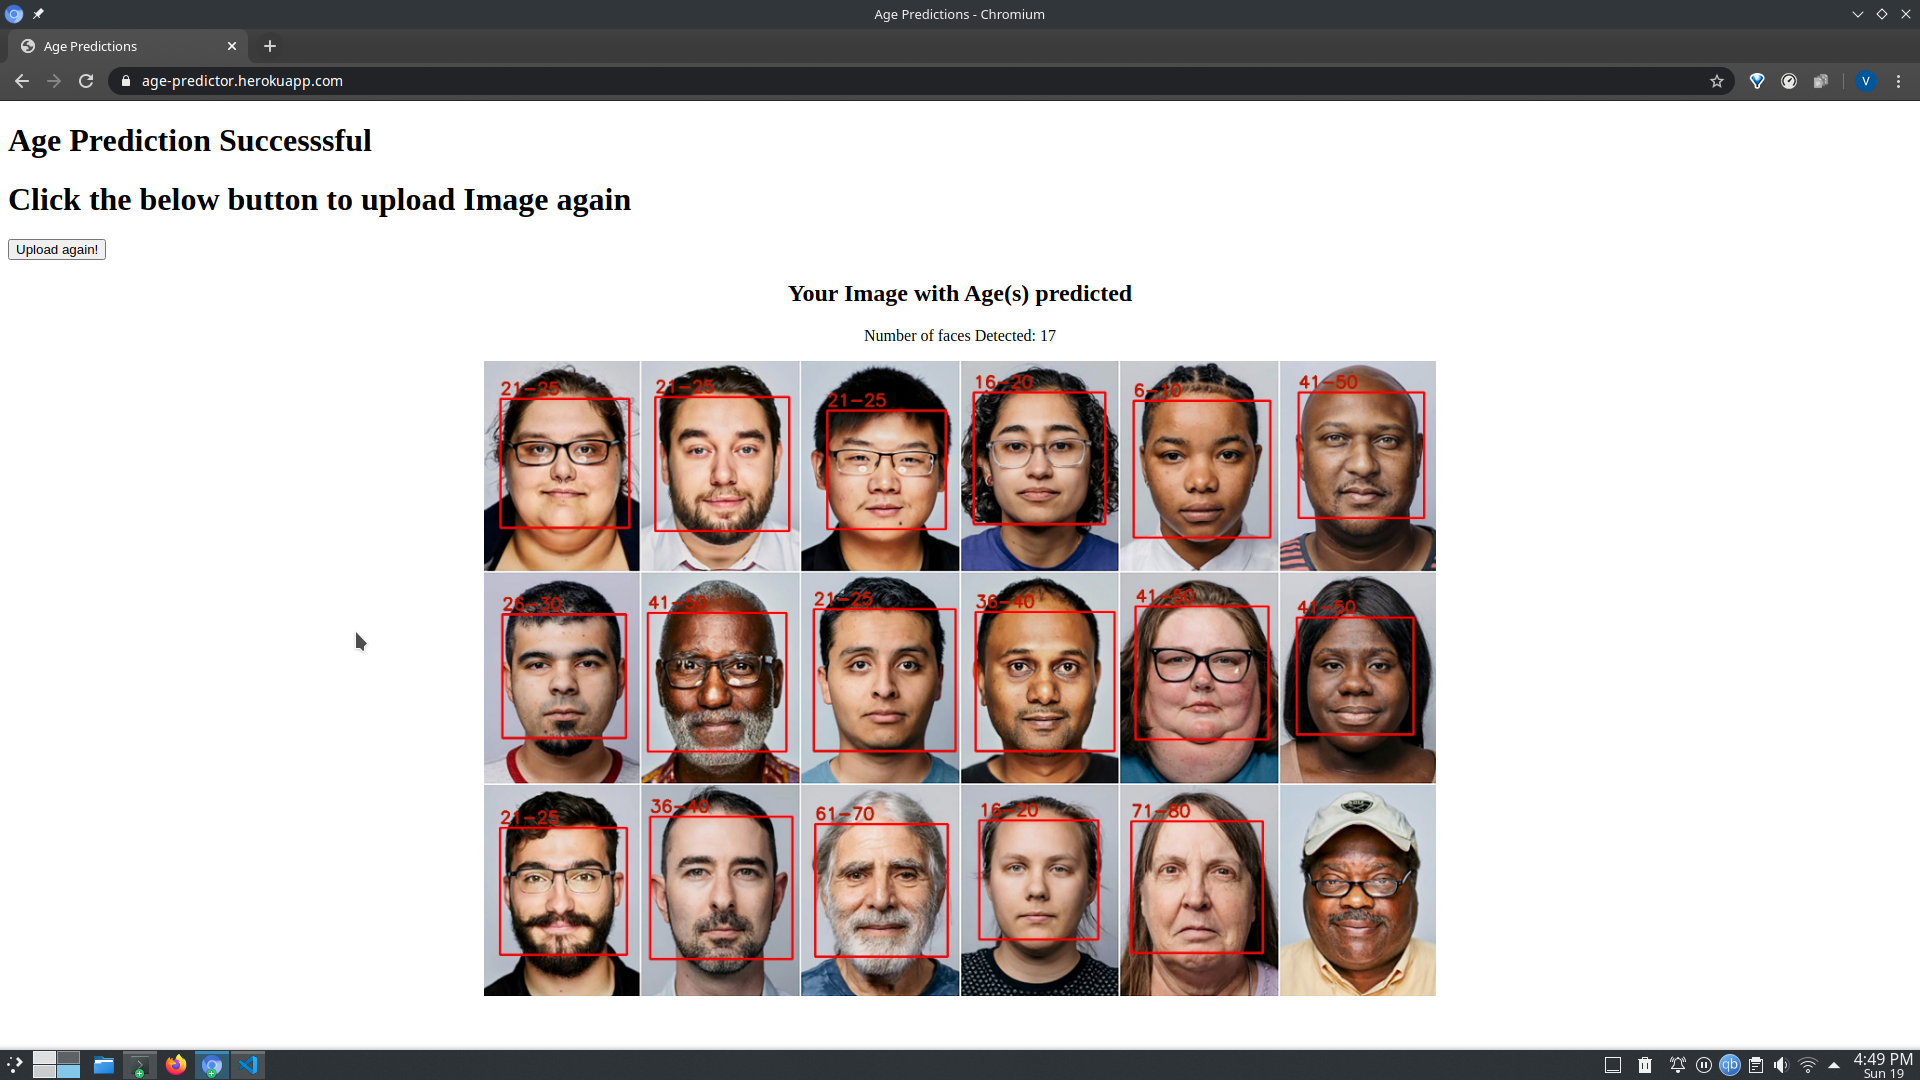 Age Predictions - Chromium
Age Predictions
age-predictor.herokuapp.com
V
Age Prediction Successsful
Click the below button to upload Image again
Upload again!
Your Image with Age(s) predicted
Number of faces Detected: 17
21-25 21-25 21-25 16-20 6-10 41-50
26-30 41-50 21-25 36-40 41-50 41-50
21-25 36-40 61-70 16-20 71-80
qb
4:49 PM
Sun 19